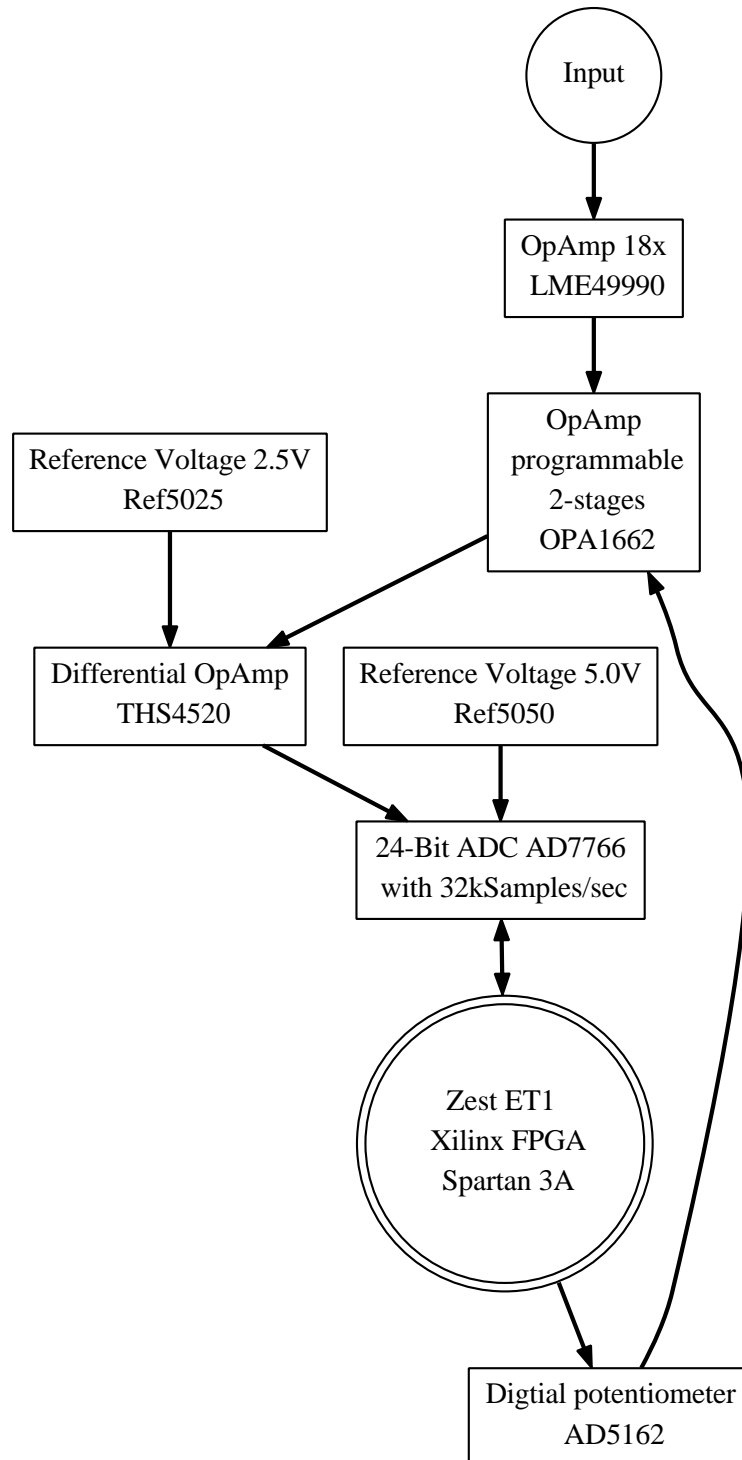 Input
OpAmp 18x
LME49990
OpAmp
programmable
2-stages
OPA1662
Reference Voltage 2.5V
Ref5025
Differential OpAmp
THS4520
Reference Voltage 5.0V
Ref5050
24-Bit ADC AD7766
with 32kSamples/sec
Zest ET1
Xilinx FPGA
Spartan 3A
Digtial potentiometer
AD5162